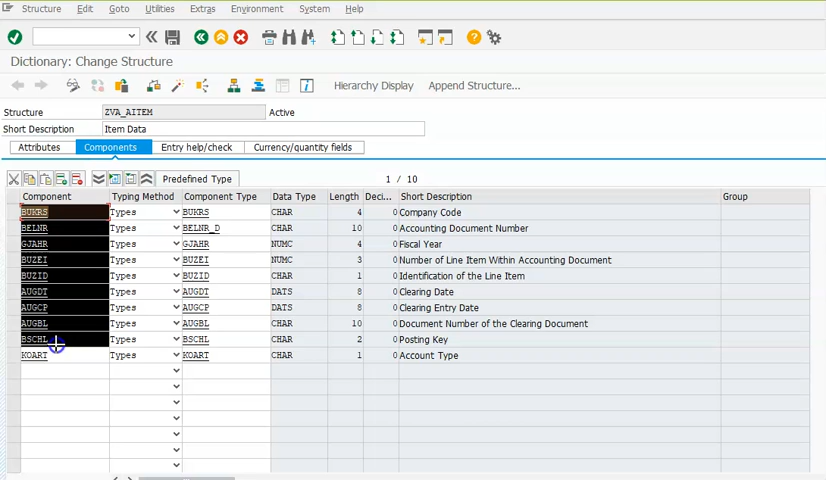 Structure Edit Goto Utilities Extras Environment System Help
Dictionary: Change Structure
Hierarchy Display Append Structure...
Structure ZVA_AITEM Active
Short Description Item Data
Attributes Components Entry help/check Currency/quantity fields
Predefined Type 1 / 10
Component Typing Method Component Type Data Type Length Deci... Short Description Group
BUKRS Types BUKRS CHAR 4 0 Company Code
BELNR Types BELNR_D CHAR 10 0 Accounting Document Number
GJAHR Types GJAHR NUMC 4 0 Fiscal Year
BUZEI Types BUZEI NUMC 3 0 Number of Line Item Within Accounting Document
BUZID Types BUZID CHAR 1 0 Identification of the Line Item
AUGDT Types AUGDT DATS 8 0 Clearing Date
AUGCP Types AUGCP DATS 8 0 Clearing Entry Date
AUGBL Types AUGBL CHAR 10 0 Document Number of the Clearing Document
BSCHL Types BSCHL CHAR 2 0 Posting Key
KOART Types KOART CHAR 1 0 Account Type